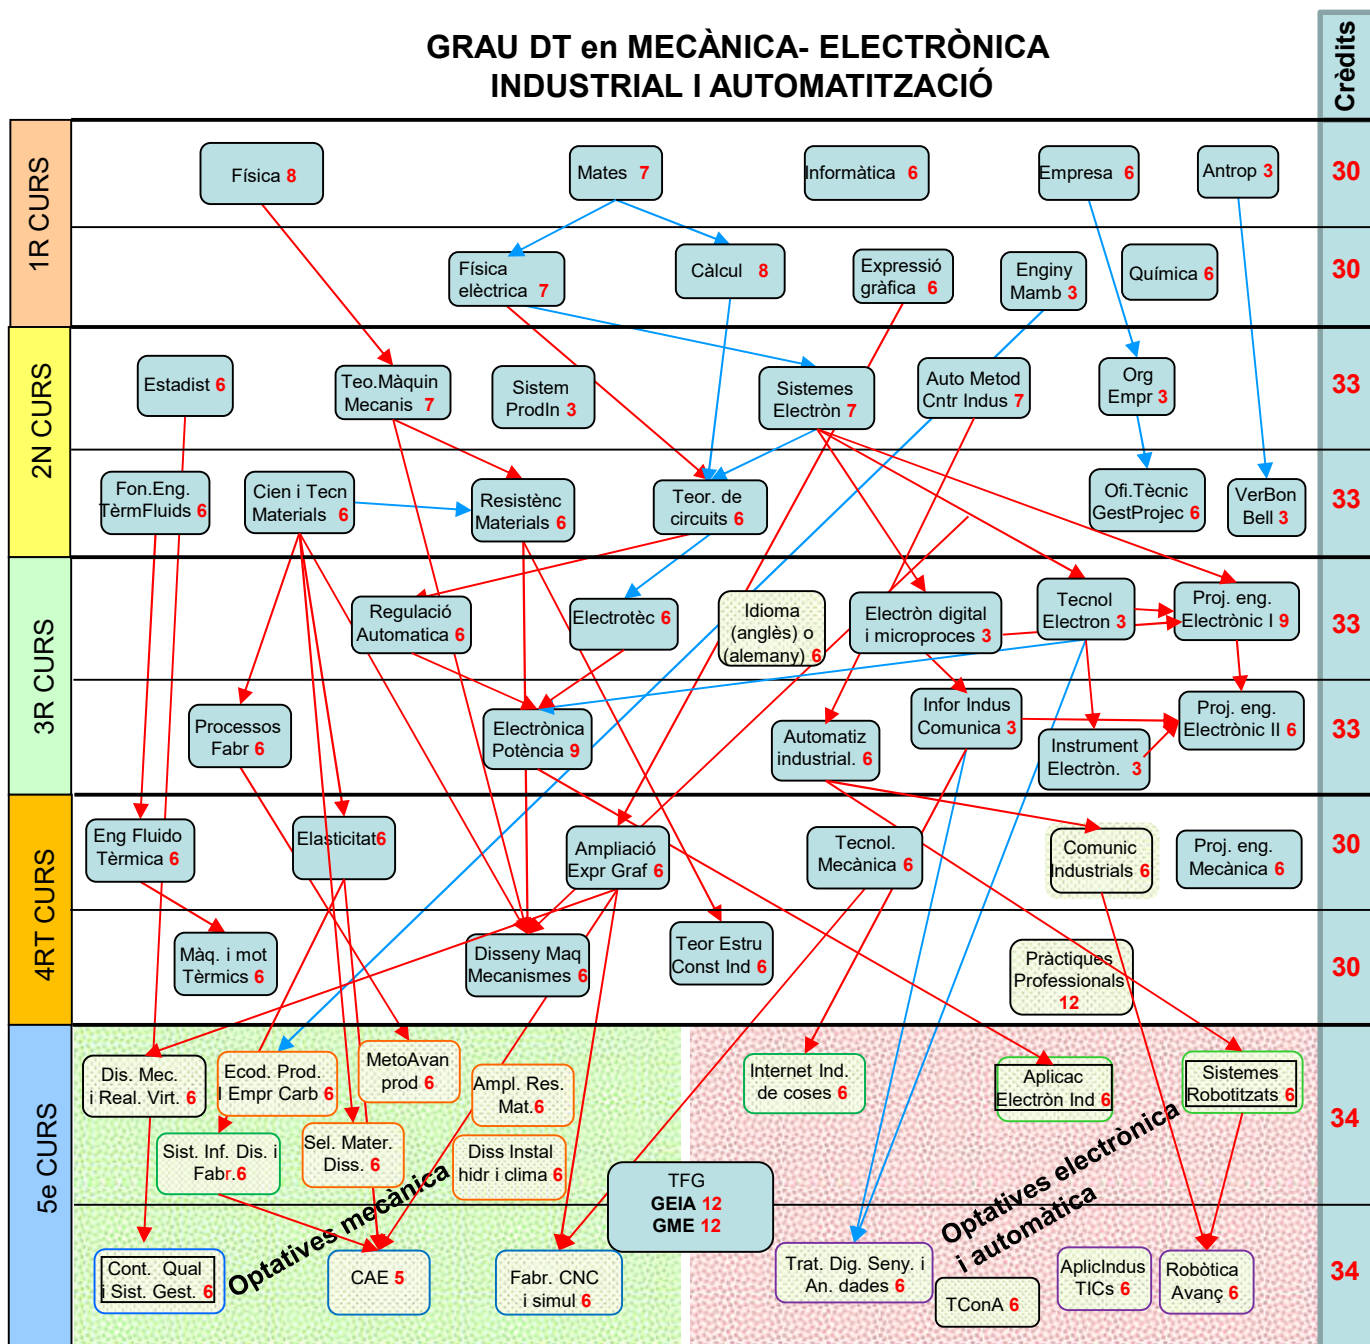 GRAU DT en MECÀNICA- ELECTRÒNICA
INDUSTRIAL I AUTOMATITZACIÓ
Crèdits
1R CURS
Física 8
Mates 7
Informàtica 6
Empresa 6
Antrop 3
30
Física
elèctrica 7
Càlcul 8
Expressió
gràfica 6
Enginy
Mamb 3
Química 6
30
2N CURS
Estadist 6
Teo.Màquin
Mecanis 7
Sistem
ProdIn 3
Sistemes
Electròn 7
Auto Metod
Cntr Indus 7
Org
Empr 3
33
Fon.Eng.
TèrmFluids 6
Cien i Tecn
Materials 6
Resistènc
Materials 6
Teor. de
circuits 6
Ofi.Tècnic
GestProjec 6
VerBon
Bell 3
33
3R CURS
Regulació
Automatica 6
Electrotèc 6
Idioma
(anglès) o
(alemany) 6
Electròn digital
i microproces 3
Tecnol
Electron 3
Proj. eng.
Electrònic I 9
33
Processos
Fabr 6
Electrònica
Potència 9
Automatiz
industrial. 6
Infor Indus
Comunica 3
Instrument
Electròn. 3
Proj. eng.
Electrònic II 6
33
4RT CURS
Eng Fluido
Tèrmica 6
Elasticitat6
Ampliació
Expr Graf 6
Tecnol.
Mecànica 6
Comunic
Industrials 6
Proj. eng.
Mecànica 6
30
Màq. i mot
Tèrmics 6
Disseny Maq
Mecanismes 6
Teor Estru
Const Ind 6
Pràctiques
Professionals
12
30
5e CURS
Dis. Mec.
i Real. Virt. 6
Ecod. Prod.
I Empr Carb 6
MetoAvan
prod 6
Ampl. Res.
Mat.6
Internet Ind.
de coses 6
Aplicac
Electròn Ind 6
Sistemes
Robotitzats 6
34
Sist. Inf. Dis. i
Fabr.6
Sel. Mater.
Diss. 6
Diss Instal
hidr i clima 6
Optatives mecànica
TFG
GEIA 12
GME 12
Optatives electrònica
i automàtica
Cont. Qual
i Sist. Gest. 6
CAE 5
Fabr. CNC
i simul 6
Trat. Dig. Seny. i
An. dades 6
TConA 6
AplicIndus
TICs 6
Robòtica
Avanç 6
34